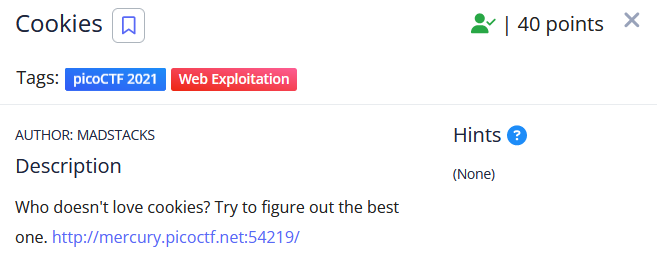 Cookies
| 40 points
Tags: picoCTF 2021 Web Exploitation
AUTHOR: MADSTACKS
Description
Who doesn't love cookies? Try to figure out the best
one. http://mercury.picoctf.net:54219/
Hints ?
(None)